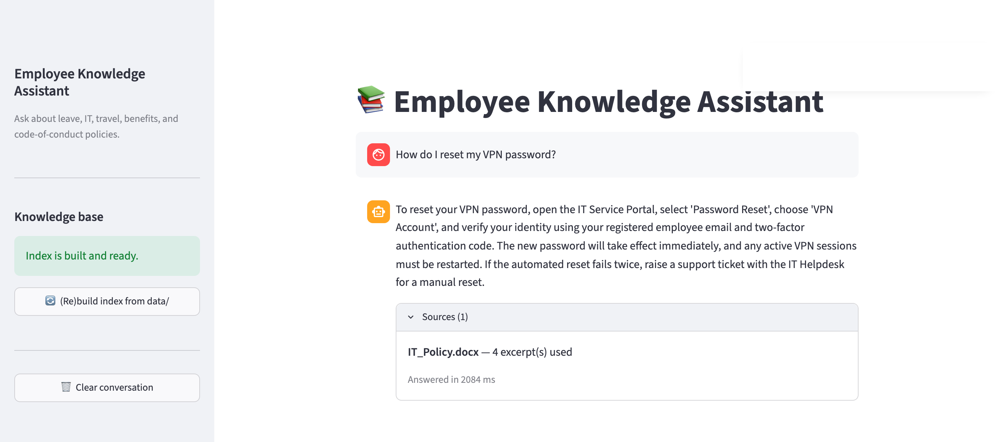 Employee Knowledge
Assistant
Ask about leave, IT, travel, benefits, and
code-of-conduct policies.
Knowledge base
Index is built and ready.
(Re)build index from data/
Clear conversation
Employee Knowledge Assistant
How do I reset my VPN password?
To reset your VPN password, open the IT Service Portal, select 'Password Reset', choose 'VPN
Account', and verify your identity using your registered employee email and two-factor
authentication code. The new password will take effect immediately, and any active VPN sessions
must be restarted. If the automated reset fails twice, raise a support ticket with the IT Helpdesk
for a manual reset.
Sources (1)
IT_Policy.docx — 4 excerpt(s) used
Answered in 2084 ms